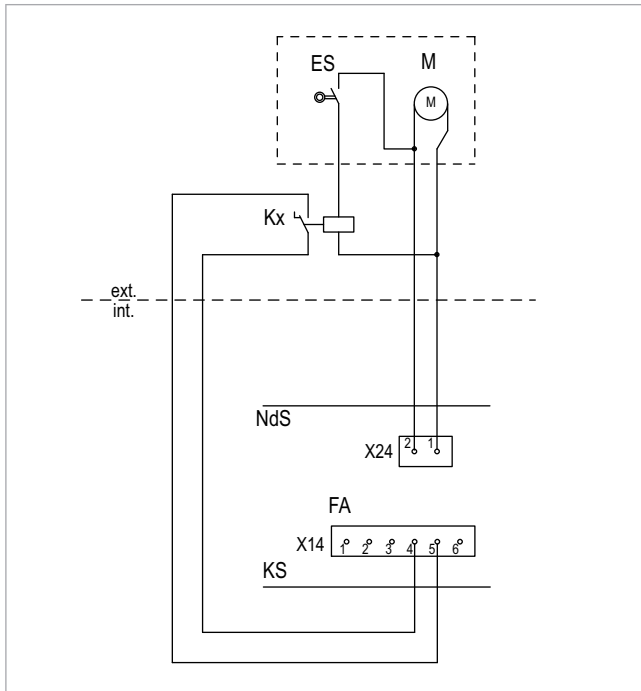 ES M
M
Kx
ext.
int.
NdS
X24 2 1
FA
X14 1 2 3 4 5 6
KS